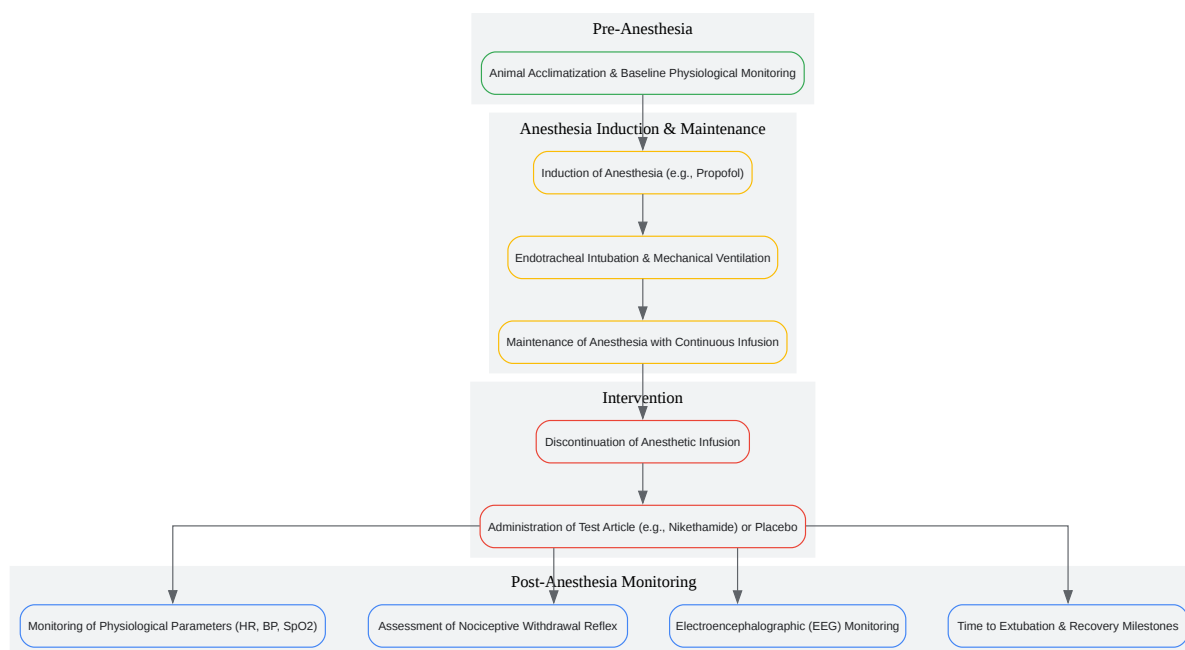 Pre-Anesthesia
Animal Acclimatization & Baseline Physiological Monitoring
Anesthesia Induction & Maintenance
Induction of Anesthesia (e.g., Propofol)
Endotracheal Intubation & Mechanical Ventilation
Maintenance of Anesthesia with Continuous Infusion
Intervention
Discontinuation of Anesthetic Infusion
Administration of Test Article (e.g., Nikethamide) or Placebo
Post-Anesthesia Monitoring
Monitoring of Physiological Parameters (HR, BP, SpO2)
Assessment of Nociceptive Withdrawal Reflex
Electroencephalographic (EEG) Monitoring
Time to Extubation & Recovery Milestones